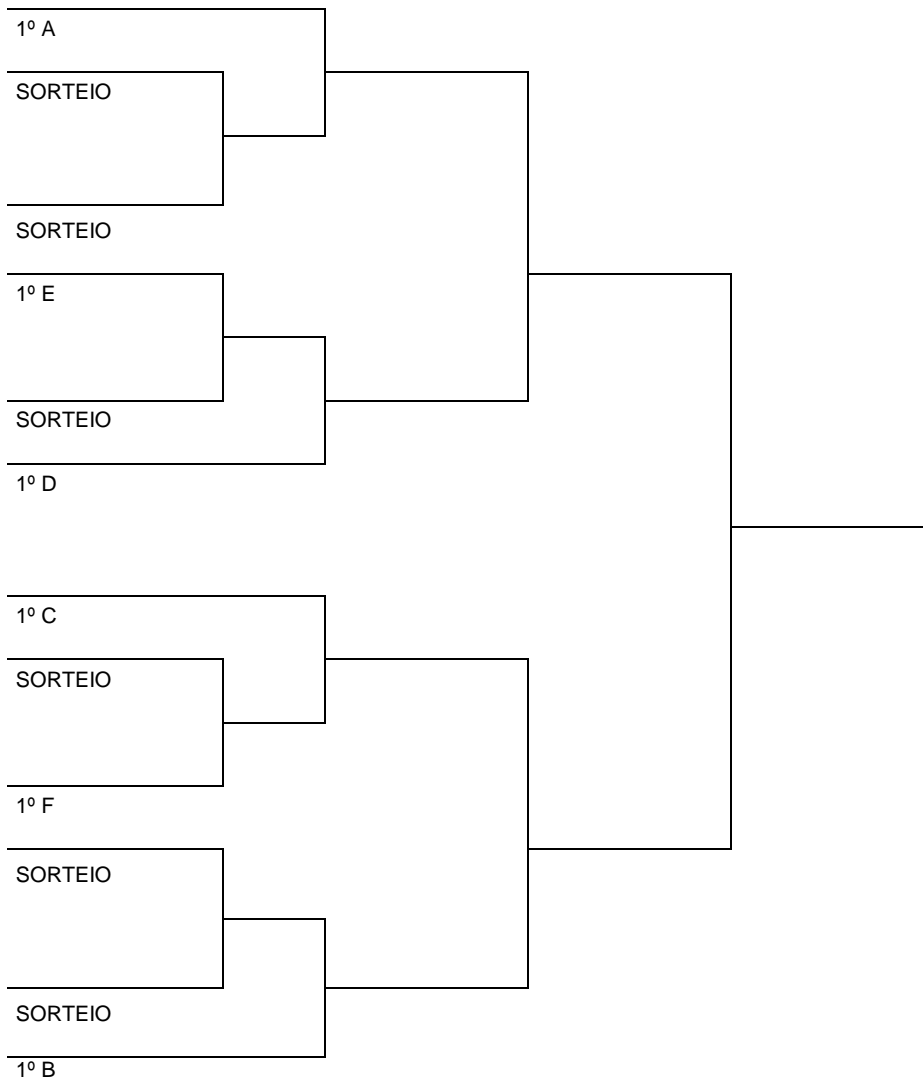 1º A
SORTEIO
SORTEIO
1º E
SORTEIO
1º D
1º C
SORTEIO
1º F
SORTEIO
SORTEIO
1º B